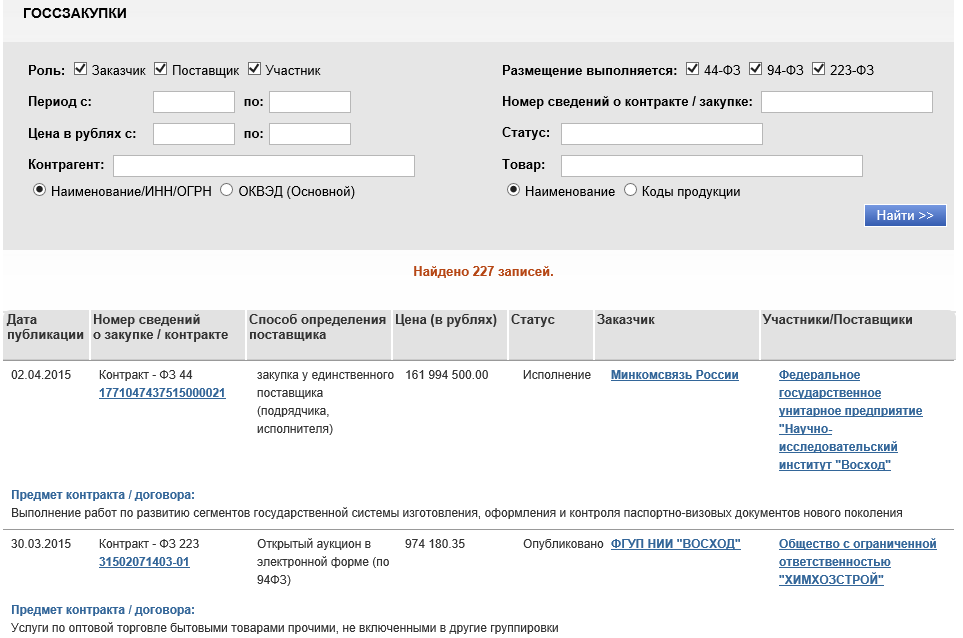 ГОССЗАКУПКИ
Роль: Заказчик Поставщик Участник
Размещение выполняется: 44-ФЗ 94-ФЗ 223-ФЗ
Период с: по:
Номер сведений о контракте / закупке:
Цена в рублях с: по:
Статус:
Контрагент:
Товар:
Наименование/ИНН/ОГРН ОКВЭД (Основной)
Наименование Коды продукции
Найти >>
Найдено 227 записей.
Дата публикации
Номер сведений о закупке / контракте
Способ определения поставщика
Цена (в рублях)
Статус
Заказчик
Участники/Поставщики
02.04.2015
Контракт - ФЗ 44
1771047437515000021
закупка у единственного
поставщика
(подрядчика,
исполнителя)
161 994 500.00
Исполнение
Минкомсвязь России
Федеральное
государственное
унитарное предприятие
"Научно-
исследовательский
институт "Восход"
Предмет контракта / договора:
Выполнение работ по развитию сегментов государственной системы изготовления, оформления и контроля паспортно-визовых документов нового поколения
30.03.2015
Контракт - ФЗ 223
31502071403-01
Открытый аукцион в
электронной форме (по
94ФЗ)
974 180.35
Опубликовано
ФГУП НИИ "ВОСХОД"
Общество с ограниченной
ответственностью
"ХИМХОЗСТРОЙ"
Предмет контракта / договора:
Услуги по оптовой торговле бытовыми товарами прочими, не включенными в другие группировки